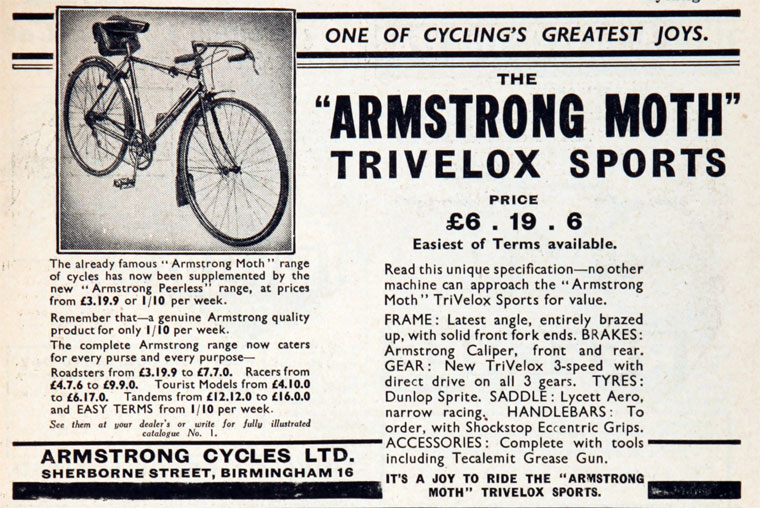 ONE OF CYCLING'S GREATEST JOYS.
THE
"ARMSTRONG MOTH"
TRIVELOX SPORTS
PRICE
£6 . 19 . 6
Easiest of Terms available.
The already famous "Armstrong Moth" range
of cycles has now been supplemented by the
new "Armstrong Peerless" range, at prices
from £3.19.9 or 1/10 per week.
Remember that—a genuine Armstrong quality
product for only 1/10 per week.
The complete Armstrong range now caters
for every purse and every purpose—
Roadsters from £3.19.9 to £7.7.0. Racers from
£4.7.6 to £9.9.0. Tourist Models from £4.10.0
to £6.17.0. Tandems from £12.12.0 to £16.0.0
and EASY TERMS from 1/10 per week.
See them at your dealer's or write for fully illustrated
catalogue No. 1.
ARMSTRONG CYCLES LTD.
SHERBORNE STREET, BIRMINGHAM 16
Read this unique specification—no other
machine can approach the "Armstrong
Moth" TriVelox Sports for value.
FRAME: Latest angle, entirely brazed
up, with solid front fork ends. BRAKES:
Armstrong Caliper, front and rear.
GEAR: New TriVelox 3-speed with
direct drive on all 3 gears. TYRES:
Dunlop Sprite. SADDLE: Lycett Aero,
narrow racing. HANDLEBARS: To
order, with Shockstop Eccentric Grips.
ACCESSORIES: Complete with tools
including Tecalemit Grease Gun.
IT'S A JOY TO RIDE THE "ARMSTRONG
MOTH" TRIVELOX SPORTS.